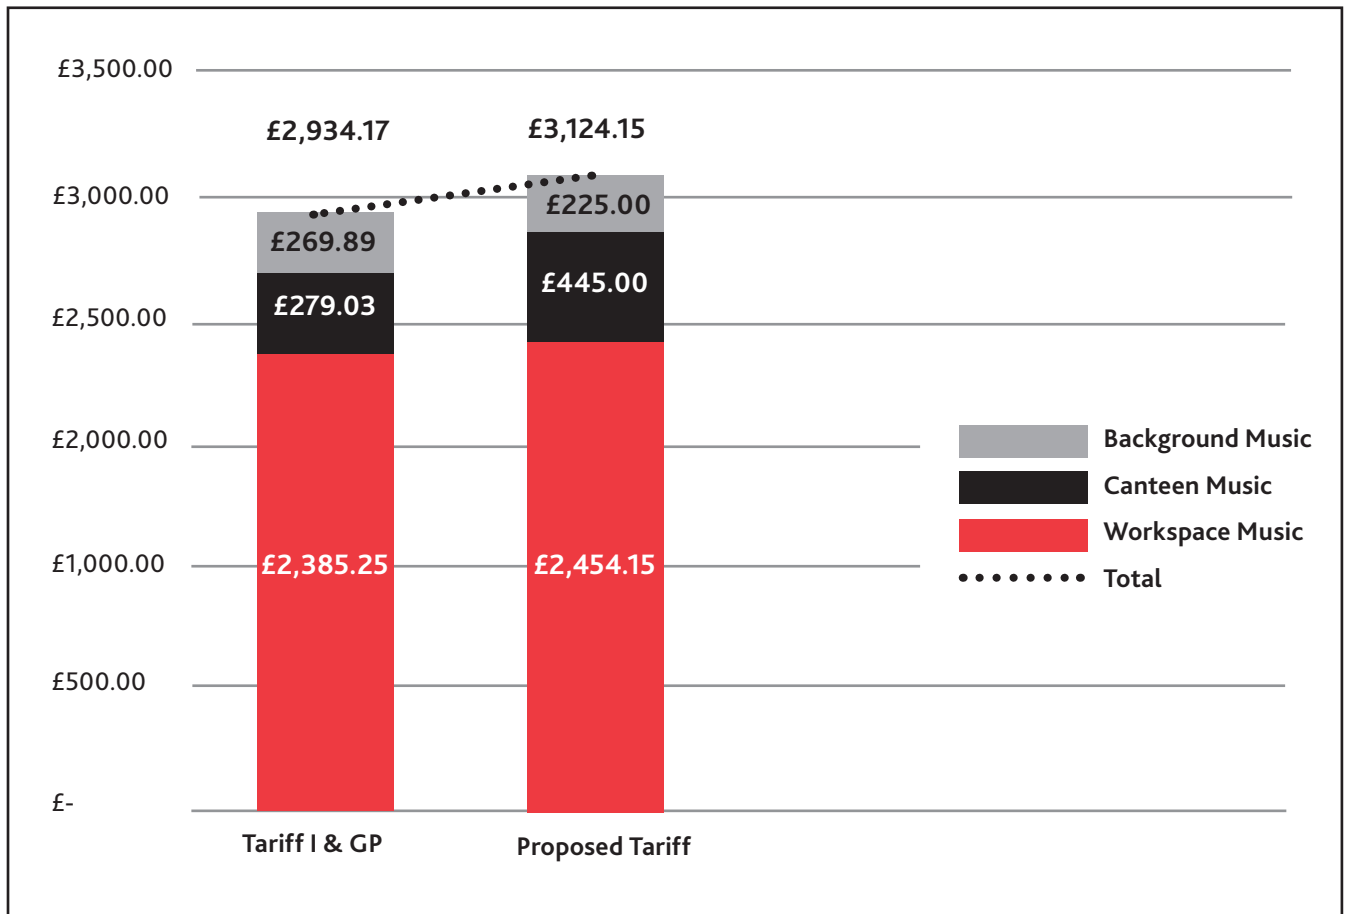 £3,500.00
£2,934.17
£3,124.15
£3,000.00
£225.00
£269.89
£445.00
£279.03
£2,500.00
£2,000.00
Background Music
Canteen Music
Workspace Music
£1,000.00
£2,385.25
£2,454.15
Total
£500.00
£-
Tariff I & GP
Proposed Tariff